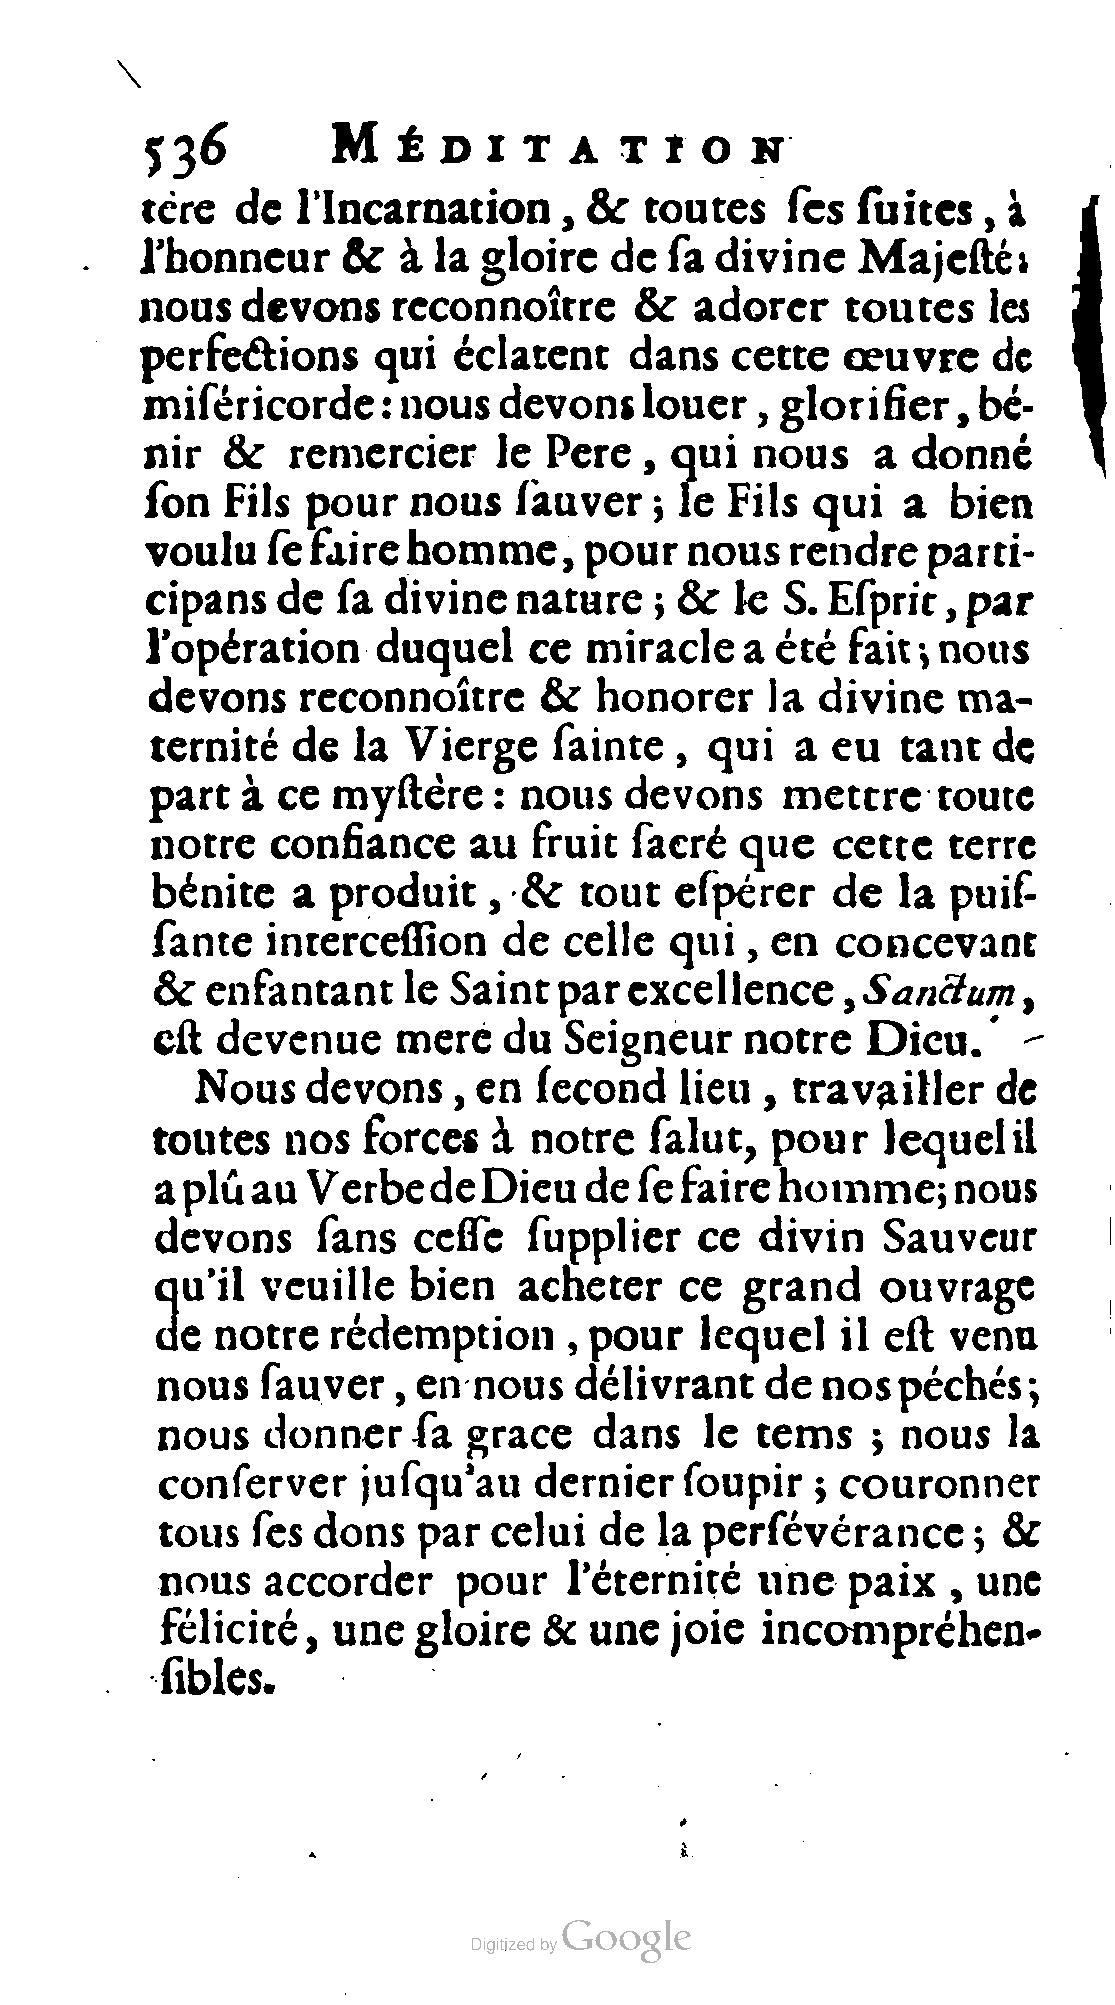 536 MÉDITATION
tére de l'Incarnation, & toutes ſes ſuites, à
l'honneur & à la gloire de ſa divine Majeſté;
nous devons reconnoître & adorer toutes les
perfections qui éclatent dans cette œuvre de
miſéricorde: nous devons louer, glorifier, bé-
nir & remercier le Pere, qui nous a donné
ſon Fils pour nous ſauver; le Fils qui a bien
voulu ſe faire homme, pour nous rendre parti-
cipans de ſa divine nature; & le S. Eſprit, par
l'opération duquel ce miracle a été fait; nous
devons reconnoître & honorer la divine ma-
ternité de la Vierge ſainte, qui a eu tant de
part à ce myſtère: nous devons mettre toute
notre confiance au fruit ſacré que cette terre
bénite a produit, & tout eſpérer de la puiſ-
ſante interceſſion de celle qui, en concevant
& enfantant le Saint par excellence, Sanctum,
eſt devenue mere du Seigneur notre Dieu.
Nous devons, en ſecond lieu, travailler de
toutes nos forces à notre ſalut, pour lequel il
a plû au Verbe de Dieu de ſe faire homme; nous
devons ſans ceſſe ſupplier ce divin Sauveur
qu'il veuille bien acheter ce grand ouvrage
de notre rédemption, pour lequel il eſt venu
nous ſauver, en nous délivrant de nos péchés;
nous donner ſa grace dans le tems; nous la
conſerver juſqu'au dernier ſoupir; couronner
tous ſes dons par celui de la perſévérance; &
nous accorder pour l'éternité une paix, une
félicité, une gloire & une joie incompréhen-
ſibles.
Digitized by Google